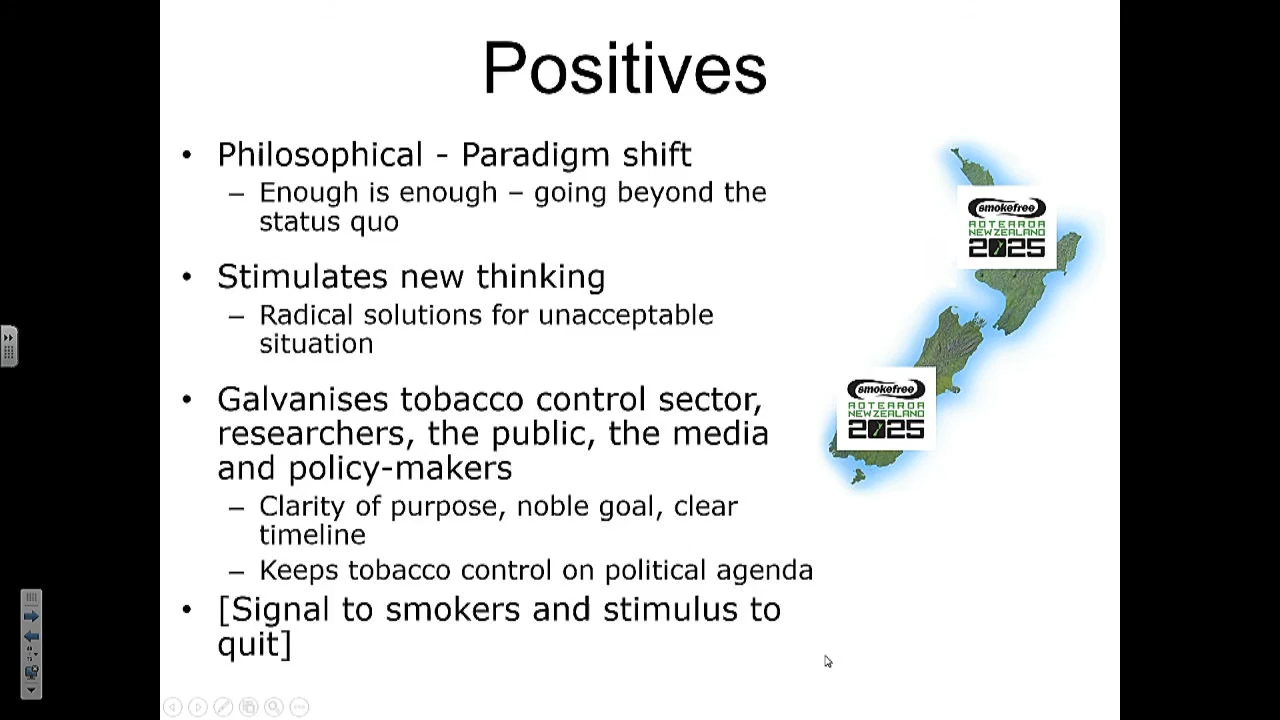 Positives
• Philosophical - Paradigm shift
– Enough is enough – going beyond the
status quo
• Stimulates new thinking
– Radical solutions for unacceptable
situation
• Galvanises tobacco control sector,
researchers, the public, the media
and policy-makers
– Clarity of purpose, noble goal, clear
timeline
– Keeps tobacco control on political agenda
• [Signal to smokers and stimulus to
quit]
smokefree
AOTEAROA
NEW ZEALAND
2025
smokefree
AOTEAROA
NEW ZEALAND
2025